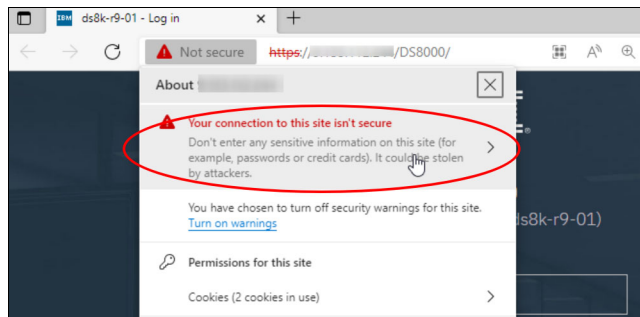 IBM ds8k-r9-01 - Log in
Not secure https:// /DS8000/
About
Your connection to this site isn't secure
Don't enter any sensitive information on this site (for
example, passwords or credit cards). It could be stolen
by attackers.
You have chosen to turn off security warnings for this site.
Turn on warnings
ds8k-r9-01)
Permissions for this site
Cookies (2 cookies in use)